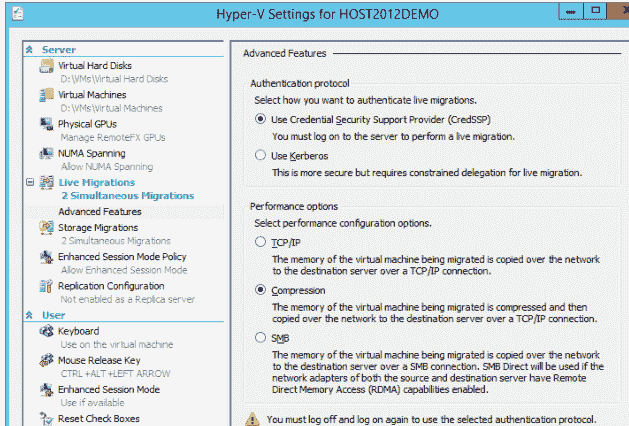 Hyper-V Settings for HOST2012DEMO
Server
Virtual Hard Disks
D:\VMs\Virtual Hard Disks
Virtual Machines
D:\VMs\Virtual Machines
Physical GPUs
Manage RemoteFX GPUs
NUMA Spanning
Allow NUMA Spanning
Live Migrations
2 Simultaneous Migrations
Advanced Features
Storage Migrations
2 Simultaneous Migrations
Enhanced Session Mode Policy
Allow Enhanced Session Mode
Replication Configuration
Not enabled as a Replica server
User
Keyboard
Use on the virtual machine
Mouse Release Key
CTRL+ALT+LEFT ARROW
Enhanced Session Mode
Use if available
Reset Check Boxes
Advanced Features
Authentication protocol
Select how you want to authenticate live migrations.
Use Credential Security Support Provider (CredSSP)
You must log on to the server to perform a live migration.
Use Kerberos
This is more secure but requires constrained delegation for live migration.
Performance options
Select performance configuration options.
TCP/IP
The memory of the virtual machine being migrated is copied over the network
to the destination server over a TCP/IP connection.
Compression
The memory of the virtual machine being migrated is compressed and then
copied over the network to the destination server over a TCP/IP connection.
SMB
The memory of the virtual machine being migrated is copied over the network
to the destination server over a SMB connection. SMB Direct will be used if the
network adapters of both the source and destination server have Remote
Direct Memory Access (RDMA) capabilities enabled.
You must log off and log on again to use the selected authentication protocol.